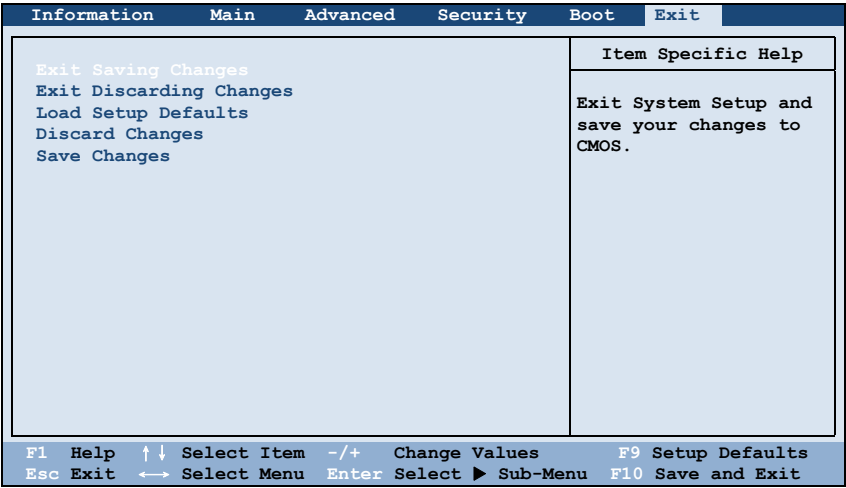 Information Main Advanced Security Boot Exit
Item Specific Help
Exit Saving Changes
Exit Discarding Changes
Load Setup Defaults
Discard Changes
Save Changes
Exit System Setup and
save your changes to
CMOS.
F1 Help ↑↓ Select Item -/+ Change Values F9 Setup Defaults
Esc Exit ←→ Select Menu Enter Select ▶ Sub-Menu F10 Save and Exit